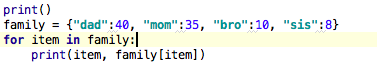 print()
family = {"dad":40, "mom":35, "bro":10, "sis":8}
for item in family:
    print(item, family[item])